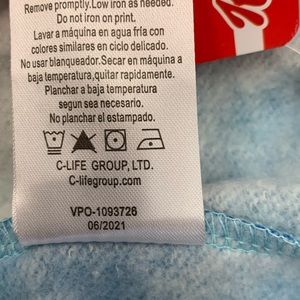 Remove promptly.Low iron as needed.
Do not iron on print.
Lavar a máquina en agua fría con
colores similares en ciclo delicado.
No usar blanqueador.Secar en máquina a
baja temperatura,quitar rapidamente.
Planchar a baja temperatura
segun sea necesario.
No planchar el estampado.
C-LIFE GROUP, LTD.
C-lifegroup.com
VPO-1093726
06/2021